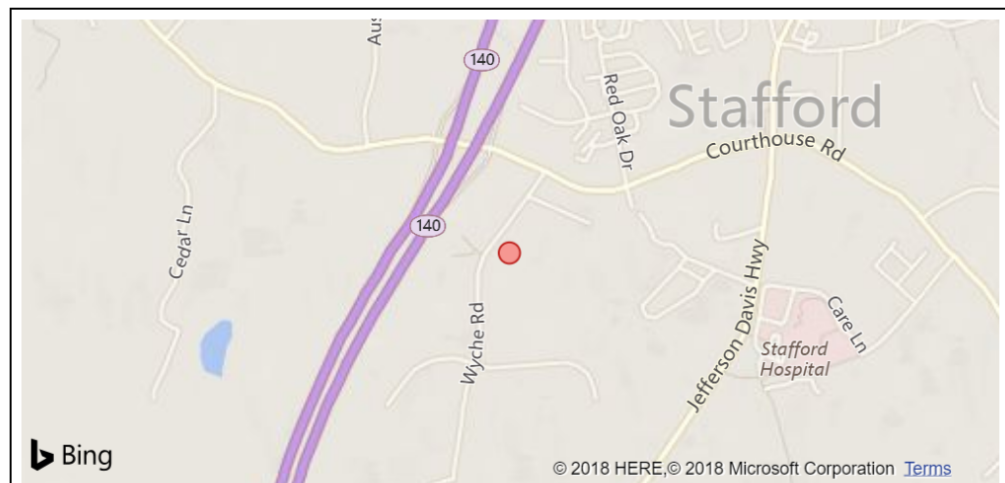 Aus
140
Red Oak Dr
Stafford
Courthouse Rd
Cedar Ln
140
Jefferson Davis Hwy
Care Ln
Wyche Rd
Stafford
Hospital
Bing
© 2018 HERE,© 2018 Microsoft Corporation Terms